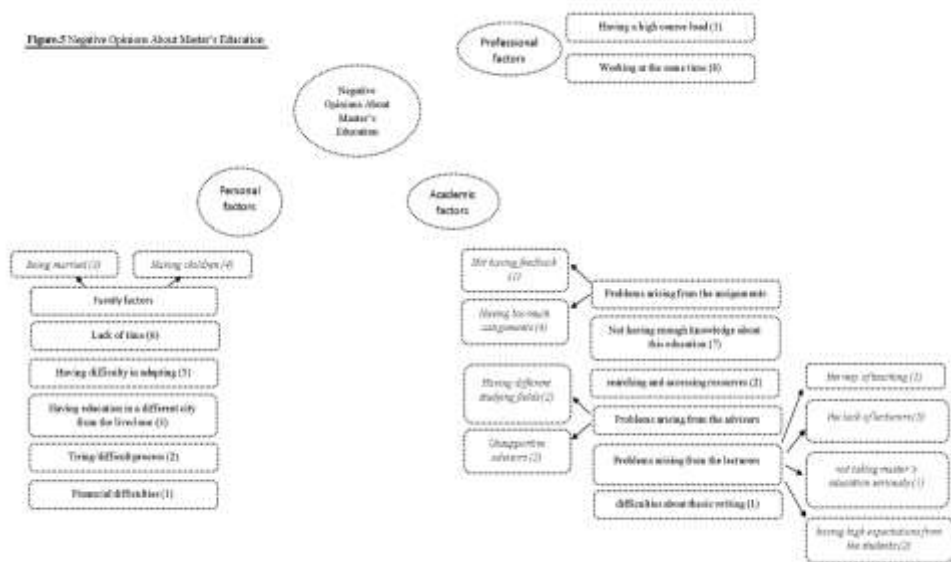 Figure.5 Negative Opinions About Master's Education
Professional
factors
Having a high course load (1)
Working at the same time (8)
Negative
Opinions About
Master's
Education
Personal
factors
Academic
factors
Being married (3)
Having children (4)
Family factors
Lack of time (6)
Having difficulty in adapting (5)
Having education in a different city
from the lived one
Tiring/difficult process (2)
Financial difficulties (1)
Not having feedback
Having too much
assignments (4)
Problems arising from the assignments
Not having enough knowledge about
this education (7)
searching and accessing resources (2)
Having different
studying fields (2)
Unsupportive
advisors (2)
Problems arising from the advisors
Problems arising from the lecturers
difficulties about thesis writing (1)
the way of teaching (1)
the lack of lecturers
not taking master's
education seriously (1)
having high expectations from
the students (2)